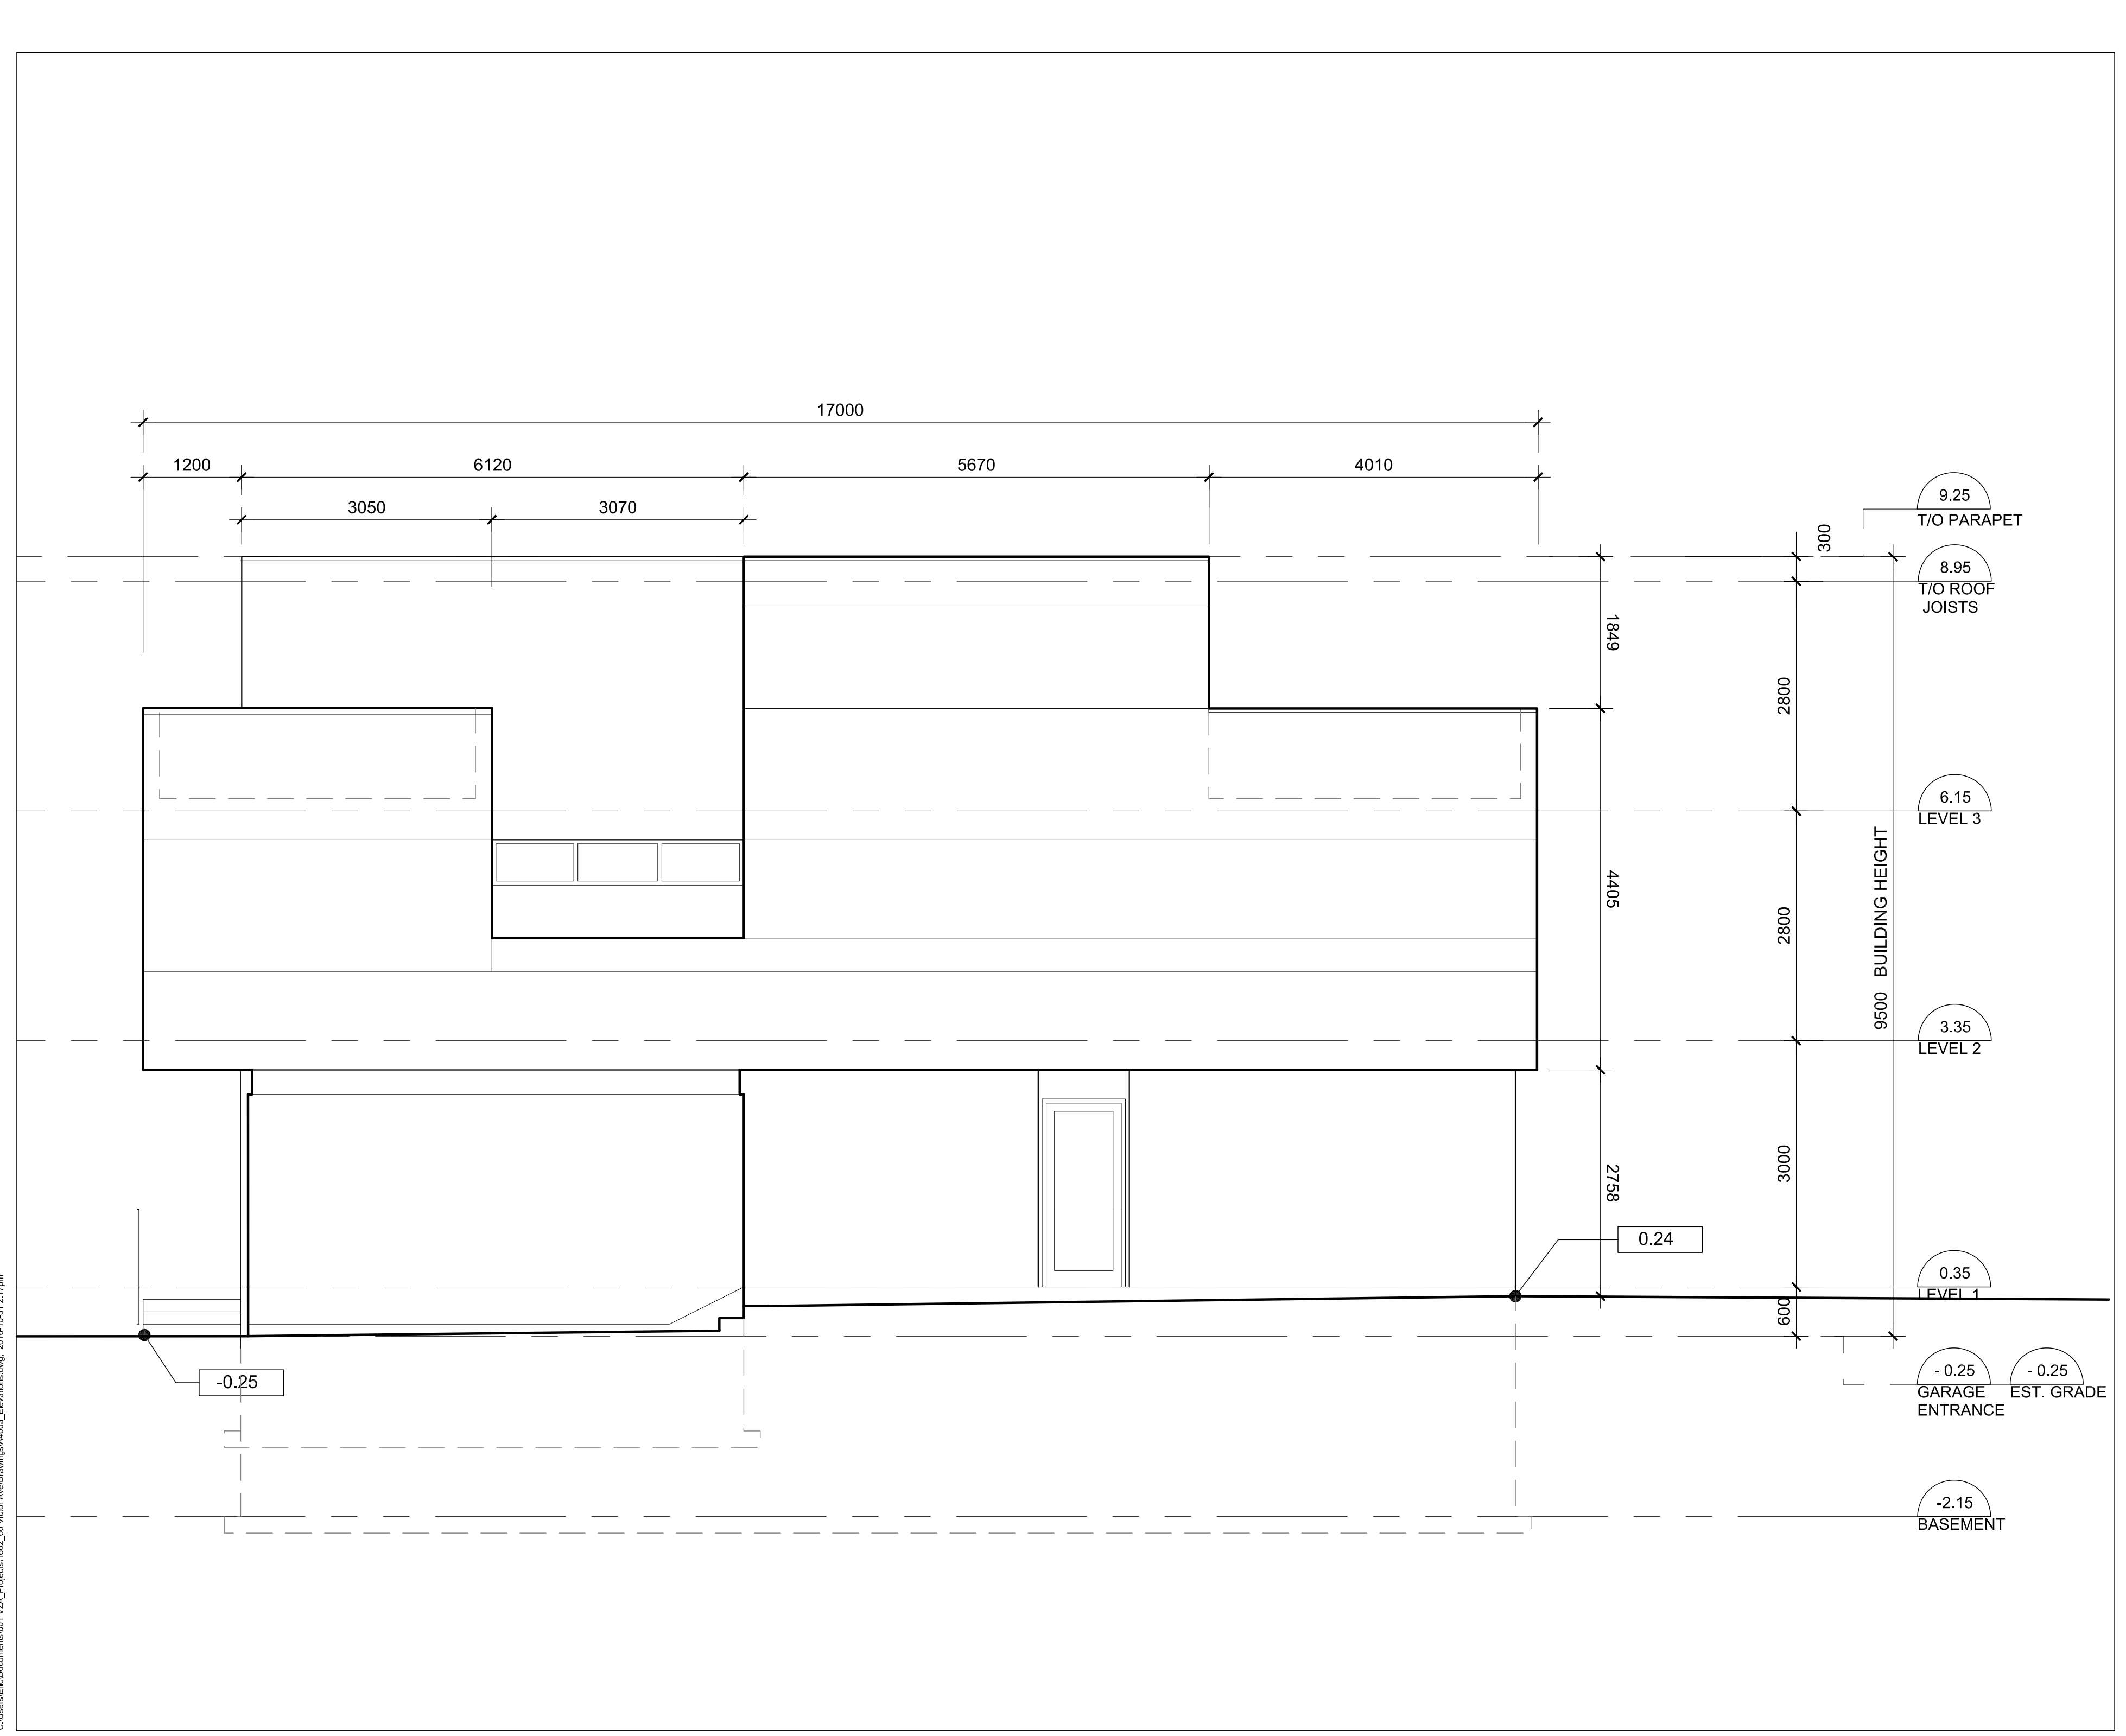 17000
1200
6120
5670
4010
3050
3070
9.25
T/O PARAPET
300
8.95
T/O ROOF
JOISTS
1849
2800
6.15
LEVEL 3
4405
2800
9500 BUILDING HEIGHT
3.35
LEVEL 2
2758
3000
0.24
0.35
LEVEL 1
600
-0.25
- 0.25
GARAGE
ENTRANCE
- 0.25
EST. GRADE
-2.15
BASEMENT